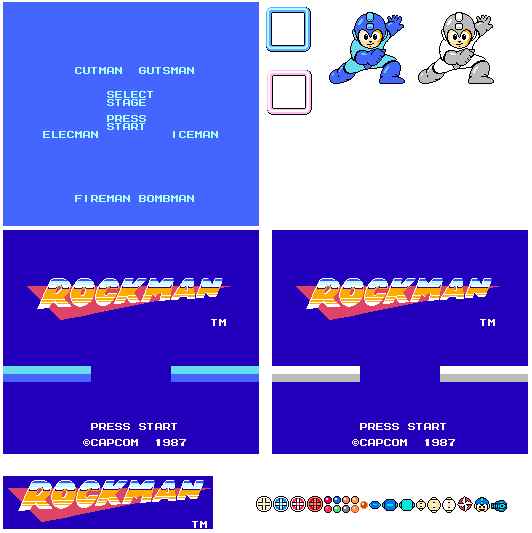 CUTMAN GUTSMAN
SELECT
STAGE
PRESS
START
ELECMAN ICEMAN
FIREMAN BOMBMAN
ROCKMAN
TM
PRESS START
©CAPCOM 1987
ROCKMAN
TM
PRESS START
©CAPCOM 1987
ROCKMAN
TM